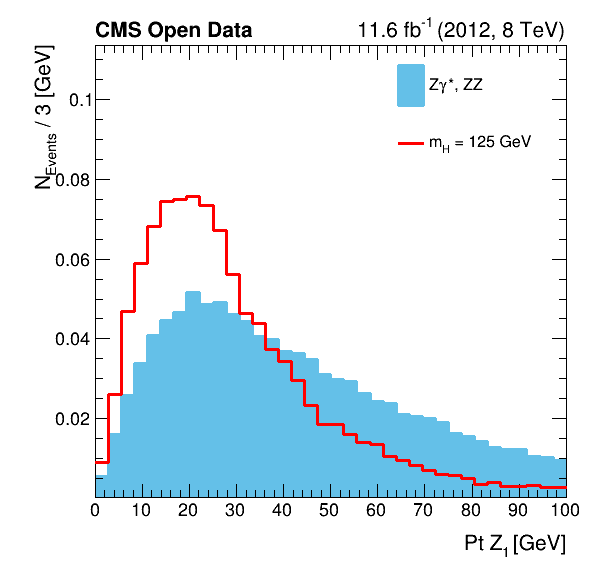 CMS Open Data
11.6 fb⁻¹ (2012, 8 TeV)
N_Events / 3 [GeV]
Zγ*, ZZ
m_H = 125 GeV
0.1
0.08
0.06
0.04
0.02
0 10 20 30 40 50 60 70 80 90 100
Pt Z₁ [GeV]